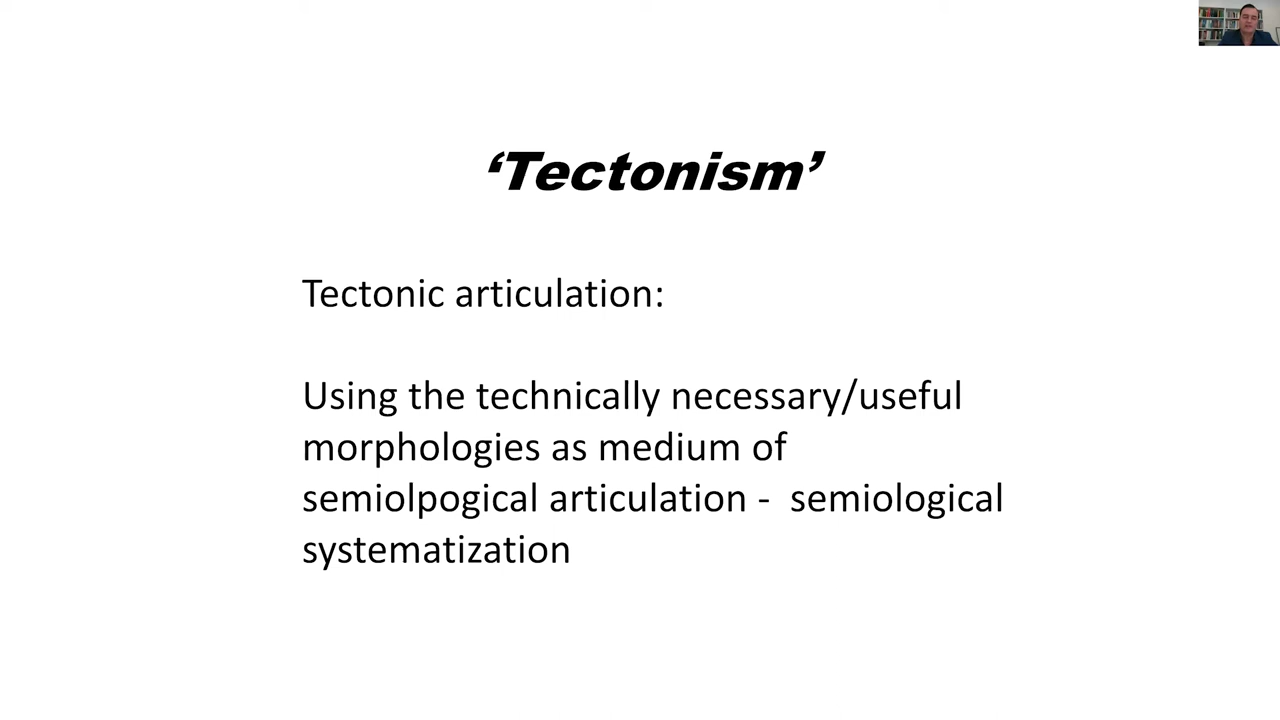 ‘Tectonism’
Tectonic articulation:
Using the technically necessary/useful
morphologies as medium of
semiolpogical articulation -  semiological
systematization